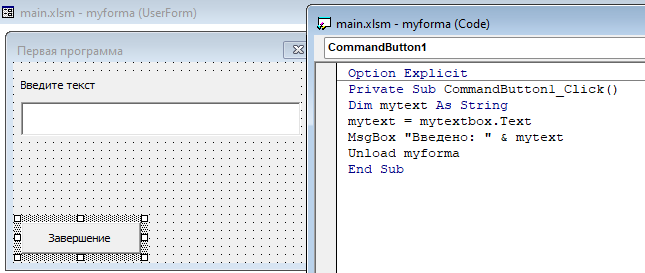 main.xlsm - myforma (UserForm)
Первая программа
Введите текст
Завершение
main.xlsm - myforma (Code)
CommandButton1
Option Explicit
Private Sub CommandButton1_Click()
Dim mytext As String
mytext = mytextbox.Text
MsgBox "Введено: " & mytext
Unload myforma
End Sub